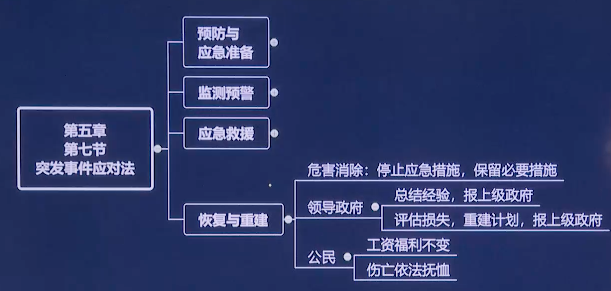 预防与
应急准备
监测预警
第五章
第七节
突发事件应对法
应急救援
危害消除：停止应急措施，保留必要措施
总结经验，报上级政府
领导政府
评估损失，重建计划，报上级政府
恢复与重建
工资福利不变
公民
伤亡依法抚恤